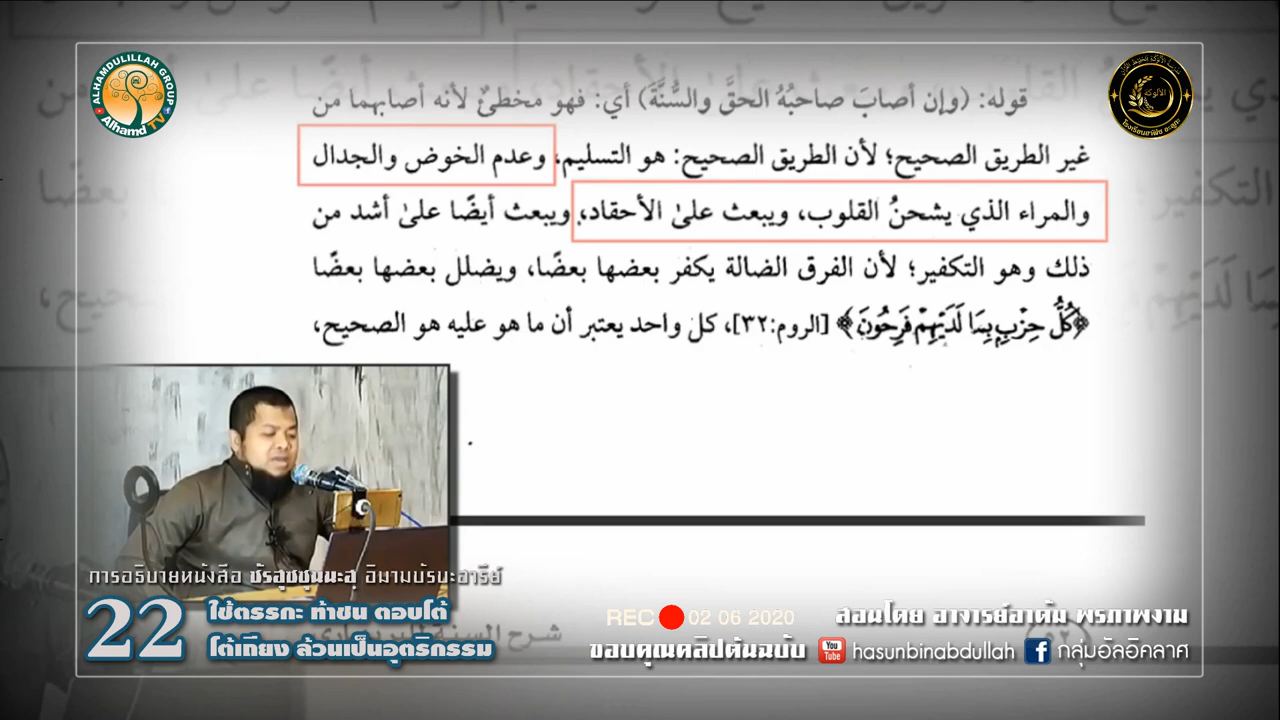 ALHAMDULILLAH GROUP
Alhamd TV
الألوكة
قوله: (وإن أصابَ صاحبُهُ الحقَّ والسُّنَّةَ) أي: فهو مخطئٌ لأنه أصابهما من
غير الطريق الصحيح؛ لأن الطريق الصحيح: هو التسليم، وعدم الخوض والجدال
والمراء الذي يشحنُ القلوب، ويبعث علىٰ الأحقاد، ويبعث أيضًا علىٰ أشد من
ذلك وهو التكفير؛ لأن الفرق الضالة يكفر بعضها بعضًا، ويضلل بعضها بعضًا
﴿كُلُّ حِزْبٍۭ بِمَا لَدَيْهِمْ فَرِحُونَ﴾ [الروم:٣٢]، كل واحد يعتبر أن ما هو عليه هو الصحيح،
การอธิบายหนังสือ ชัรฮุซซุนนะฮฺ อิมามบัรบะฮารีย์
22
ใช้ตรรกะ ท้าชน ตอบโต้
โต้เถียง ล้วนเป็นอุตริกรรม
REC 02 06 2020
สอนโดย อาจารย์อาดัม พรภาพงาม
ขอบคุณคลิปต้นฉบับ You Tube hasunbinabdullah f กลุ่มอัลอิคลาศ